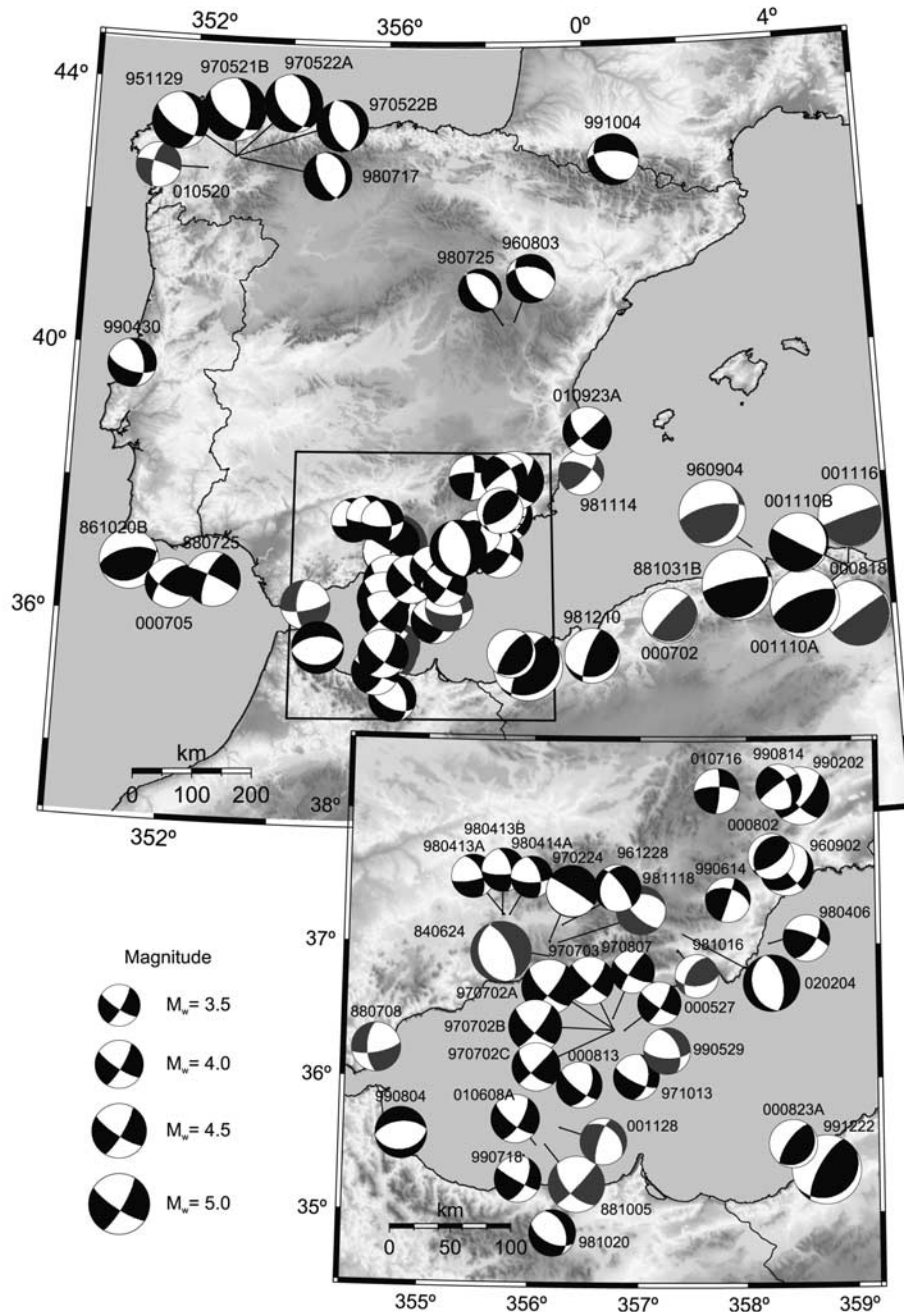 352º
356º
0º
4º
44º
970521B
970522A
951129
970522B
991004
010520
980717
960803
980725
40º
990430
010923A
960904
001116
001110B
981114
861020B
880725
881031B
000818
36º
981210
000705
000702
001110A
km
0 100 200
38º
352º
010716
990814
990202
980413B
000802
980413A
980414A
970224
961228
960902
981118
990614
37º
840624
980406
Magnitude
970703
970807
981016
970702A
020204
Mw= 3.5
880708
000527
970702B
Mw= 4.0
970702C
000813
990529
36º
010608A
971013
990804
000823A
Mw= 4.5
001128
991222
990718
Mw= 5.0
35º
km
881005
0 50 100
981020
355º
356º
357º
358º
359º